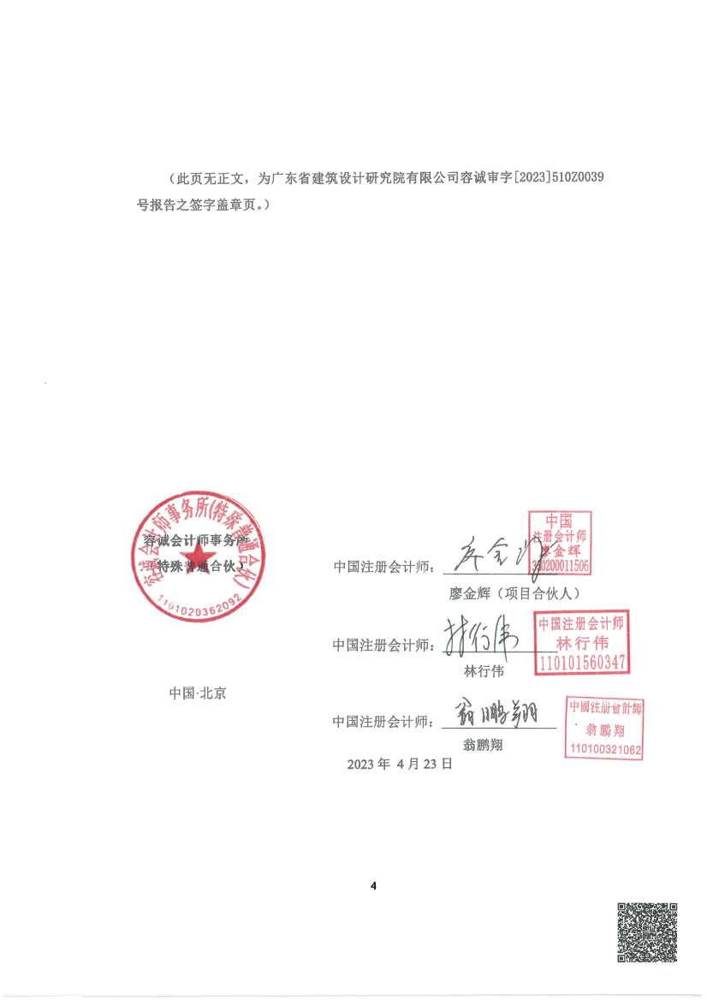 （此页无正文，为广东省建筑设计研究院有限公司容诚审字[2023]510Z0039
号报告之签字盖章页。）
容诚会计师事务所(特殊普通合伙)
容诚会计师事务所
（特殊普通合伙）
1101020362092
中国·北京
中国注册会计师：
廖金辉（项目合伙人）
中国
注册会计师
廖金辉
中国注册会计师：林行伟
林行伟
中国注册会计师
林行伟
110101560347
中国注册会计师：翁鹏翔
翁鹏翔
中國注册會計師
翁鹏翔
110100321062
2023 年 4 月 23 日
4